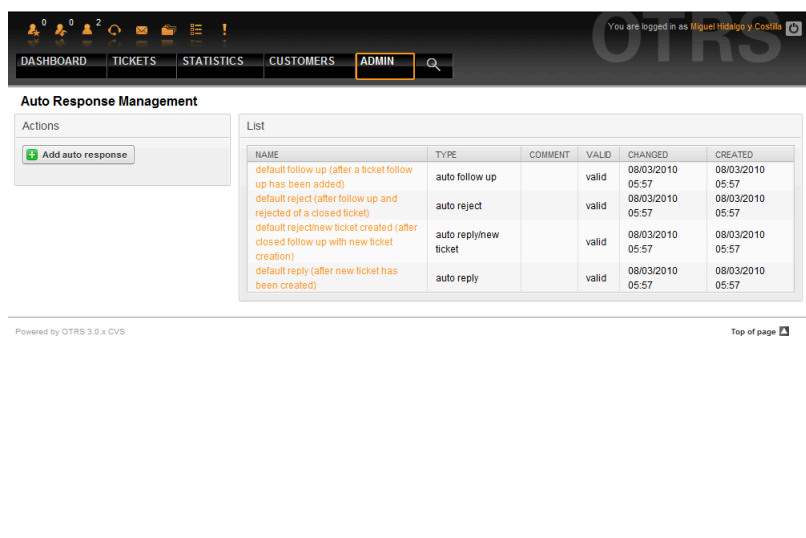 0 0 2
You are logged in as Miguel Hidalgo y Costilla
OTRS
DASHBOARD TICKETS STATISTICS CUSTOMERS ADMIN
Auto Response Management
Actions
Add auto response
List
NAME TYPE COMMENT VALID CHANGED CREATED
default follow up (after a ticket follow
up has been added)
auto follow up
valid
08/03/2010
05:57
08/03/2010
05:57
default reject (after follow up and
rejected of a closed ticket)
auto reject
valid
08/03/2010
05:57
08/03/2010
05:57
default reject/new ticket created (after
closed follow up with new ticket
creation)
auto reply/new
ticket
valid
08/03/2010
05:57
08/03/2010
05:57
default reply (after new ticket has
been created)
auto reply
valid
08/03/2010
05:57
08/03/2010
05:57
Powered by OTRS 3.0.x CVS
Top of page